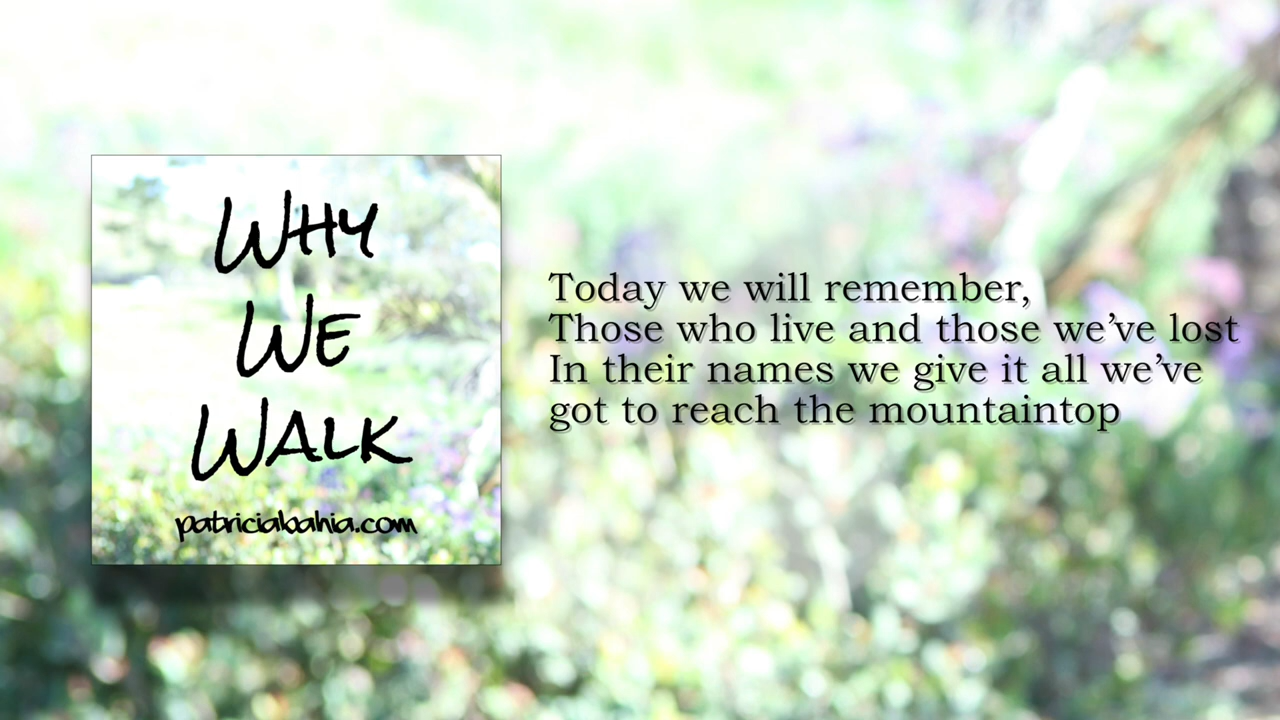 Why
We
Walk
patriciabahia.com
Today we will remember,
Those who live and those we’ve lost
In their names we give it all we’ve
got to reach the mountaintop